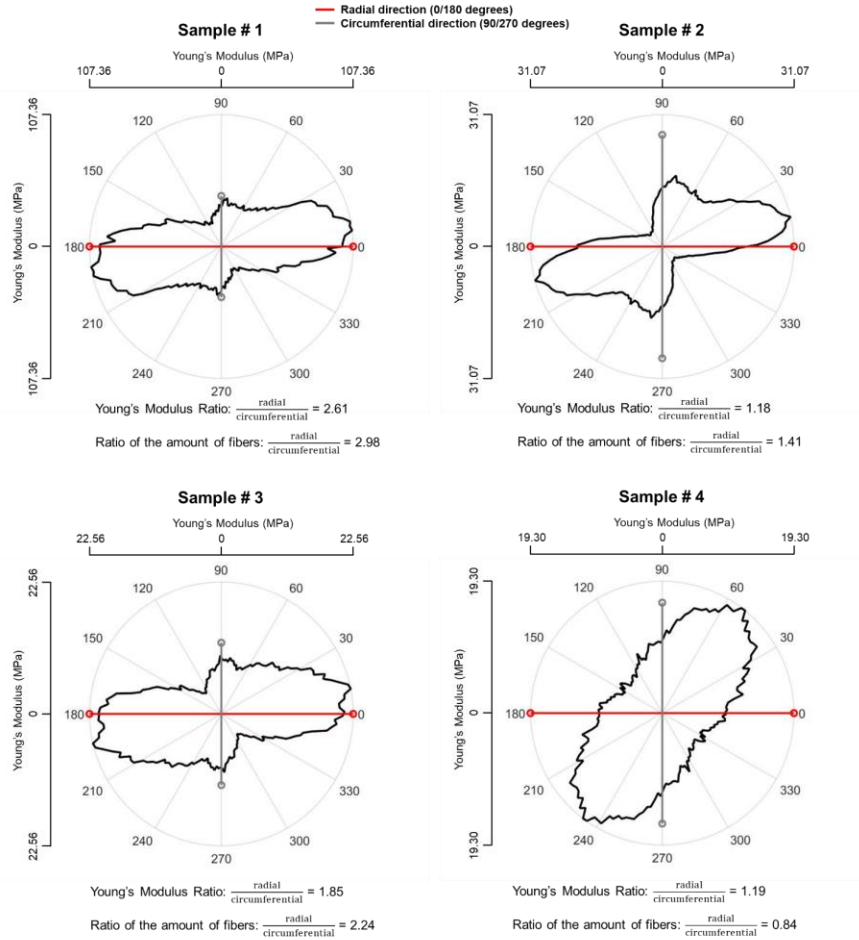 Radial direction (0/180 degrees)
Circumferential direction (90/270 degrees)
Sample # 1
Young's Modulus (MPa)
107.36 0 107.36
107.36
0
107.36
Young's Modulus (MPa)
90
120 60
150 30
180 0
210 330
240 300
270
Young's Modulus Ratio: radial/circumferential = 2.61
Ratio of the amount of fibers: radial/circumferential = 2.98
Sample # 2
Young's Modulus (MPa)
31.07 0 31.07
31.07
0
31.07
Young's Modulus (MPa)
90
120 60
150 30
180 0
210 330
240 300
270
Young's Modulus Ratio: radial/circumferential = 1.18
Ratio of the amount of fibers: radial/circumferential = 1.41
Sample # 3
Young's Modulus (MPa)
22.56 0 22.56
22.56
0
22.56
Young's Modulus (MPa)
90
120 60
150 30
180 0
210 330
240 300
270
Young's Modulus Ratio: radial/circumferential = 1.85
Ratio of the amount of fibers: radial/circumferential = 2.24
Sample # 4
Young's Modulus (MPa)
19.30 0 19.30
19.30
0
19.30
Young's Modulus (MPa)
90
120 60
150 30
180 0
210 330
240 300
270
Young's Modulus Ratio: radial/circumferential = 1.19
Ratio of the amount of fibers: radial/circumferential = 0.84